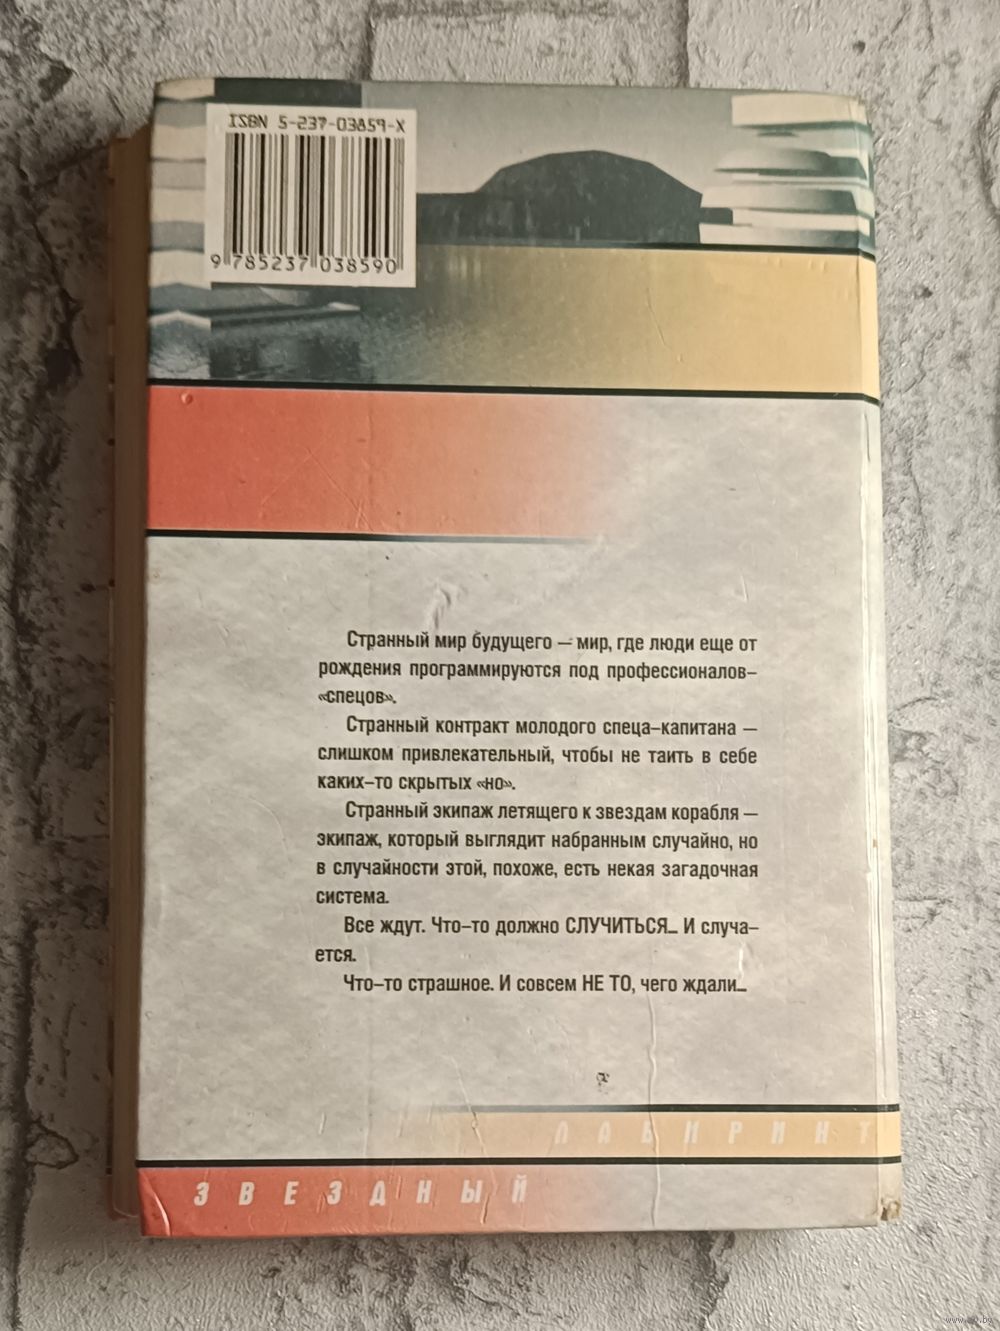 ISBN 5-237-03859-X
9 785237 038590
Странный мир будущего — мир, где люди еще от
рождения программируются под профессионалов-
«спецов».
Странный контракт молодого спеца-капитана —
слишком привлекательный, чтобы не таить в себе
каких-то скрытых «но».
Странный экипаж летящего к звездам корабля —
экипаж, который выглядит набранным случайно, но
в случайности этой, похоже, есть некая загадочная
система.
Все ждут. Что-то должно СЛУЧИТЬСЯ... И случа-
ется.
Что-то страшное. И совсем НЕ ТО, чего ждали...
ЛАБИРИНТ
ЗВЕЗДНЫЙ